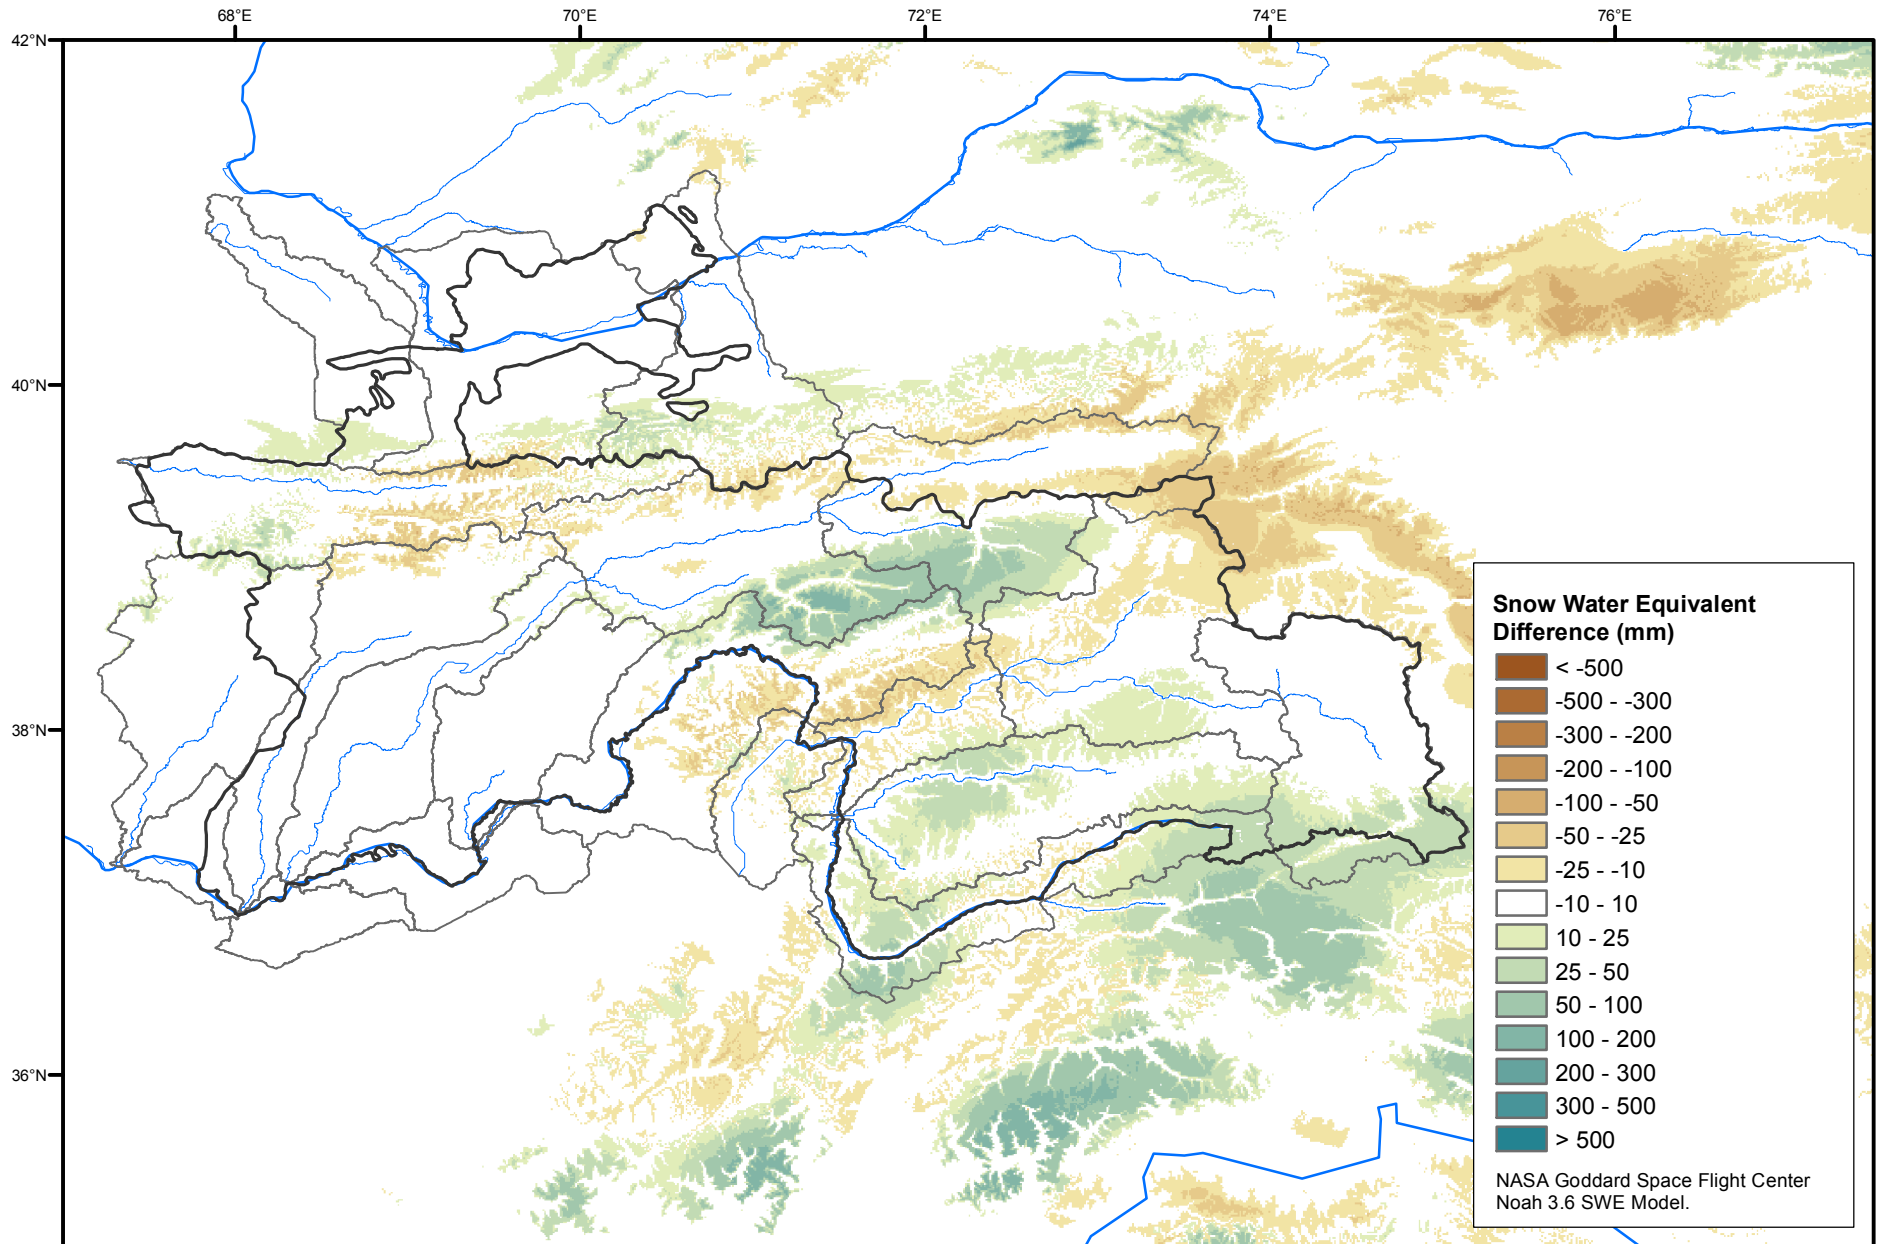 68°E
70°E
72°E
74°E
76°E
42°N
40°N
38°N
36°N
Snow Water Equivalent
Difference (mm)
< -500
-500 - -300
-300 - -200
-200 - -100
-100 - -50
-50 - -25
-25 - -10
-10 - 10
10 - 25
25 - 50
50 - 100
100 - 200
200 - 300
300 - 500
> 500
NASA Goddard Space Flight Center
Noah 3.6 SWE Model.